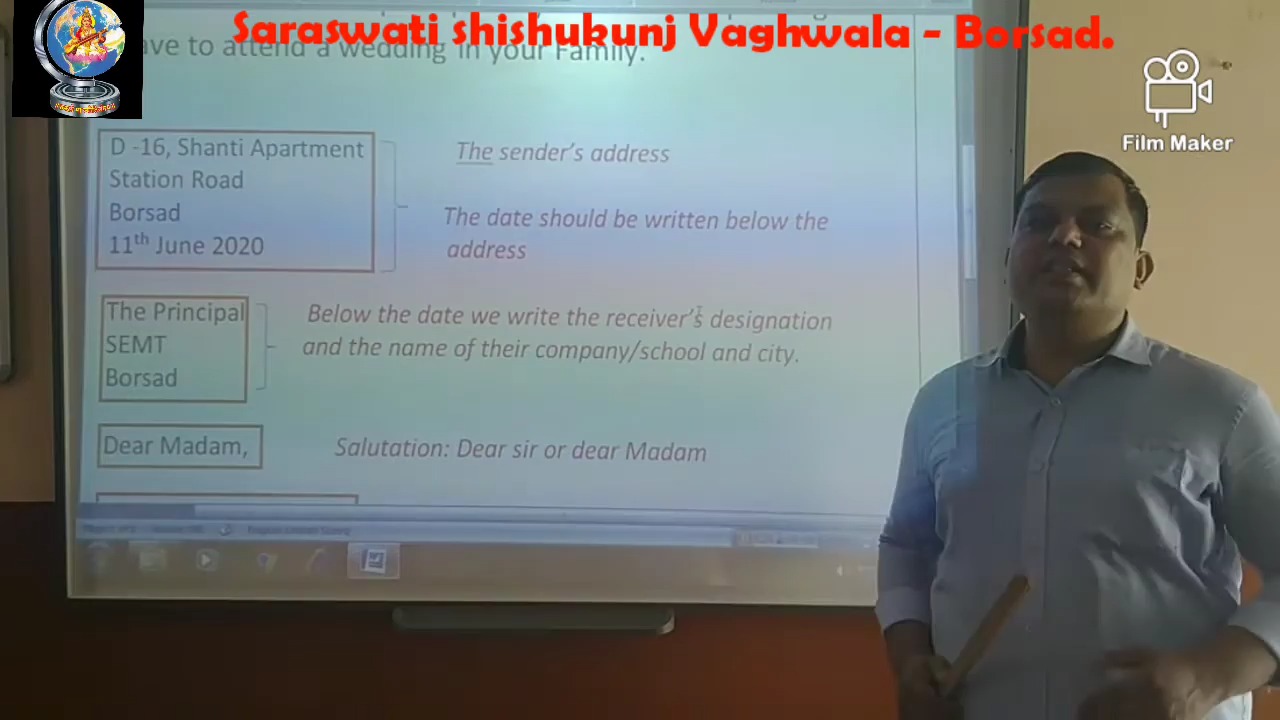 Saraswati shishukunj Vaghwala - Borsad.
ave to attend a wedding in your Family.
Film Maker
D -16, Shanti Apartment
Station Road
Borsad
11th June 2020
The sender's address
The date should be written below the
address
The Principal
SEMT
Borsad
Below the date we write the receiver's designation
and the name of their company/school and city.
Dear Madam,
Salutation: Dear sir or dear Madam